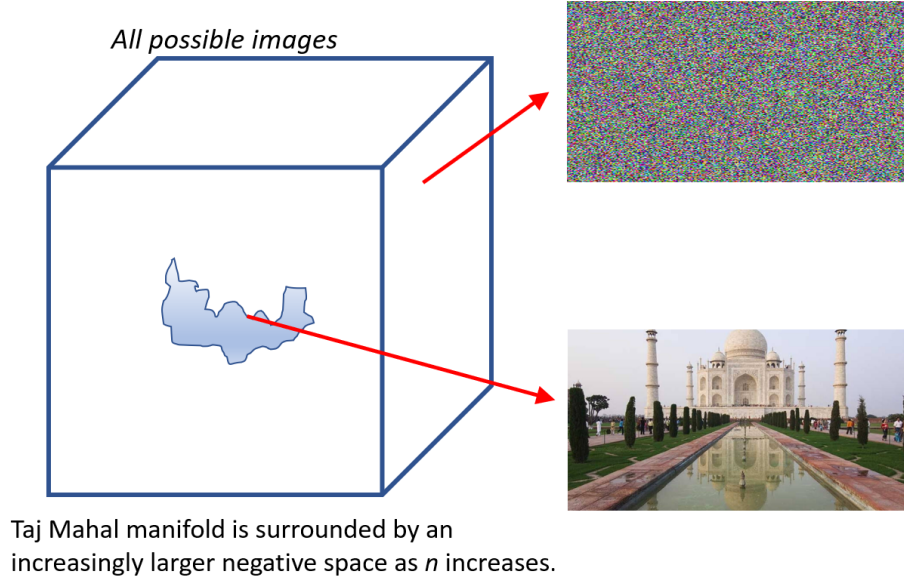 All possible images
Taj Mahal manifold is surrounded by an
increasingly larger negative space as n increases.